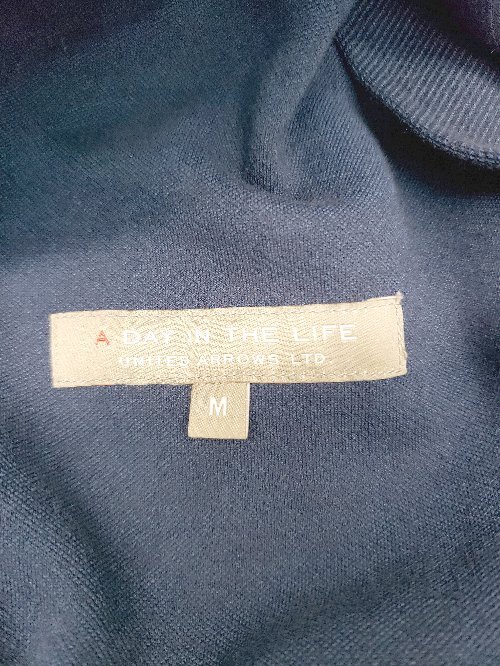 A DAY IN THE LIFE
UNITED ARROWS LTD
M